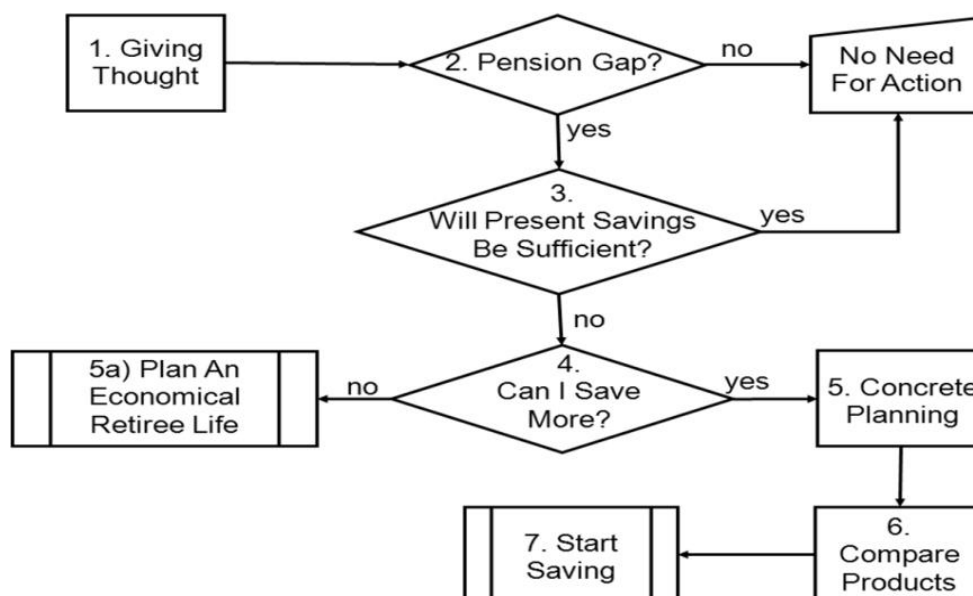 1. Giving
Thought
2. Pension Gap?
no
No Need
For Action
yes
3.
Will Present Savings
Be Sufficient?
yes
no
5a) Plan An
Economical
Retiree Life
no
4.
Can I Save
More?
yes
5. Concrete
Planning
7. Start
Saving
6.
Compare
Products